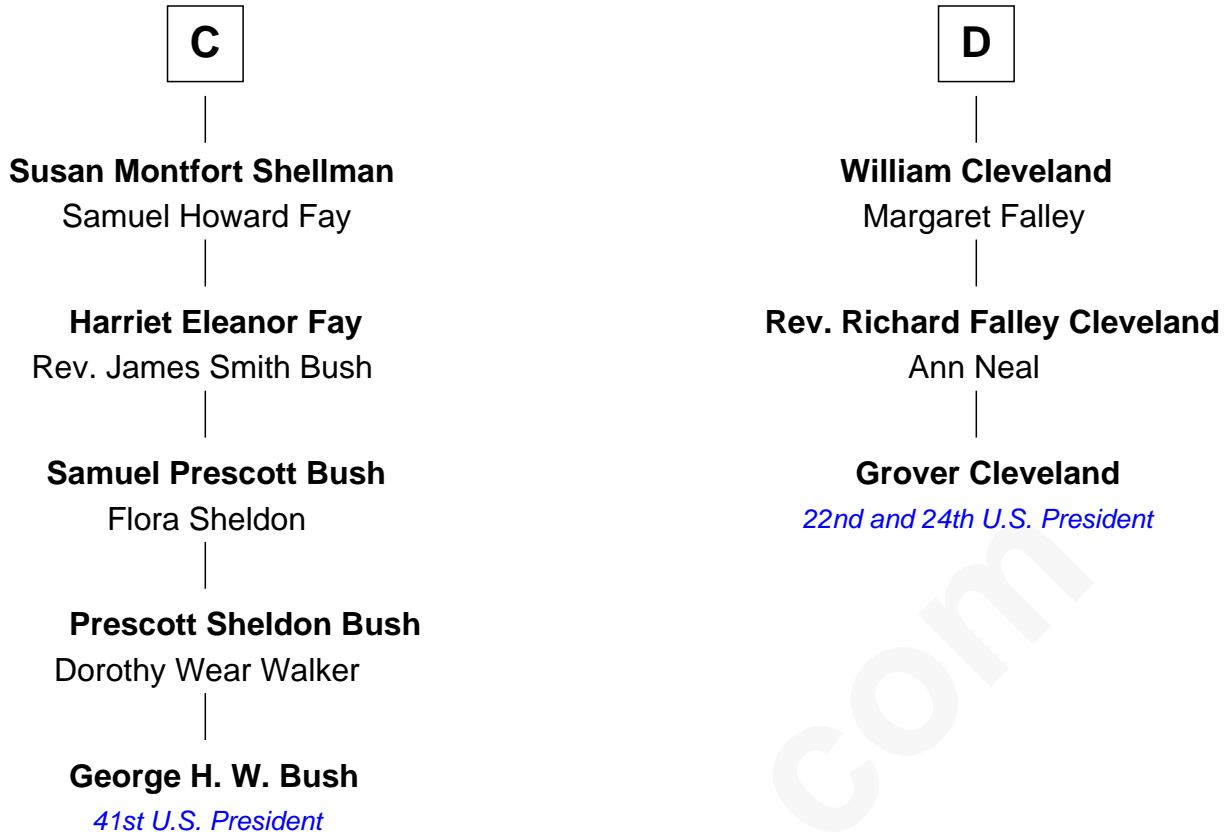 C
Susan Montfort Shellman
Samuel Howard Fay
Harriet Eleanor Fay
Rev. James Smith Bush
Samuel Prescott Bush
Flora Sheldon
Prescott Sheldon Bush
Dorothy Wear Walker
George H. W. Bush
41st U.S. President
D
William Cleveland
Margaret Falley
Rev. Richard Falley Cleveland
Ann Neal
Grover Cleveland
22nd and 24th U.S. President
com